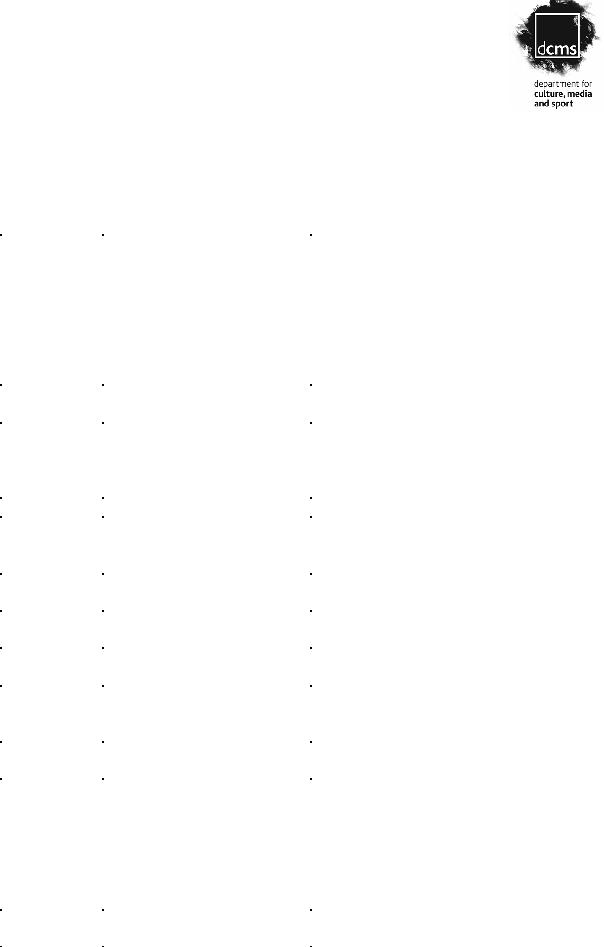 dcms
department for
culture, media
and sport